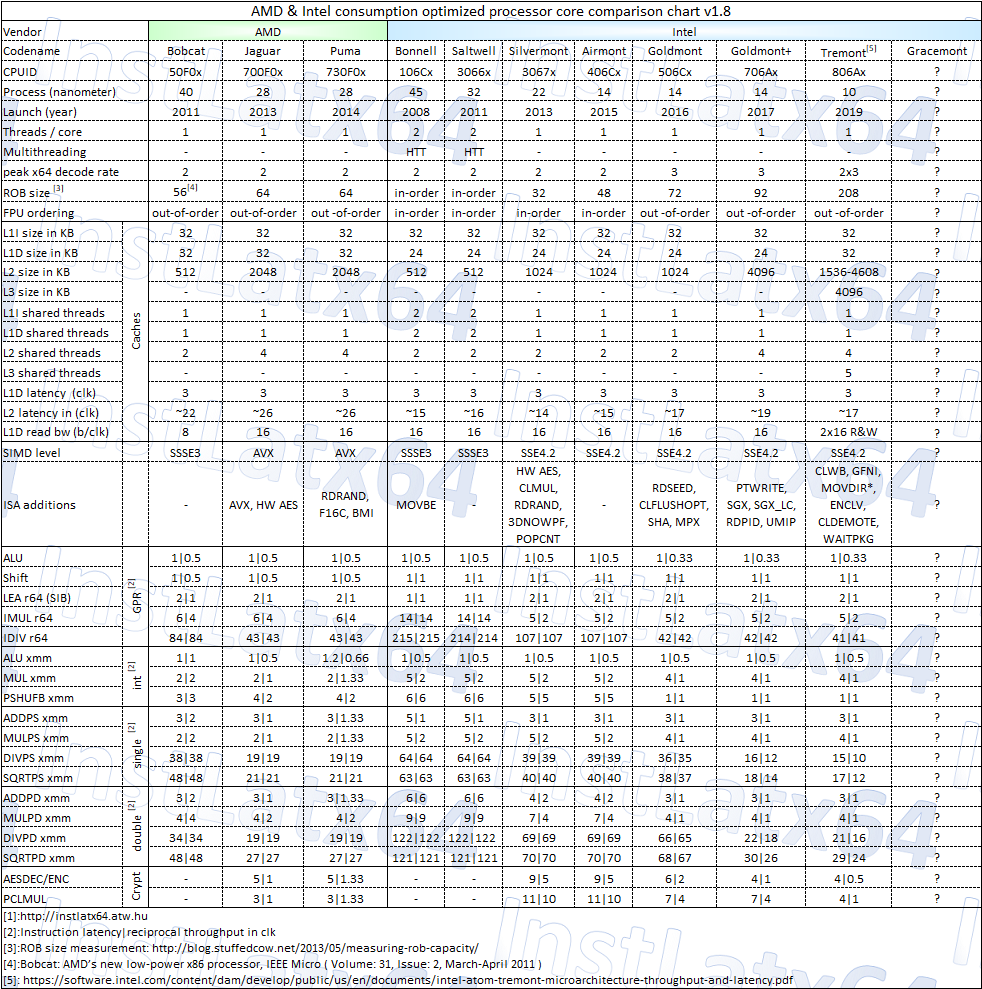 AMD & Intel consumption optimized processor core comparison chart v1.8
Vendor AMD Intel
Codename Bobcat Jaguar Puma Bonnell Saltwell Silvermont Airmont Goldmont Goldmont+ Tremont[5] Gracemont
CPUID 50F0x 700F0x 730F0x 106Cx 3066x 3067x 406Cx 506Cx 706Ax 806Ax ?
Process (nanometer) 40 28 28 45 32 22 14 14 14 10 ?
Launch (year) 2011 2013 2014 2008 2011 2013 2015 2016 2017 2019 ?
Threads / core 1 1 1 2 2 1 1 1 1 1 ?
Multithreading - - - HTT HTT - - - - - ?
peak x64 decode rate 2 2 2 2 2 2 2 3 3 2x3 ?
ROB size [3] 56[4] 64 64 in-order in-order 32 48 72 92 208 ?
FPU ordering out-of-order out-of-order out -of-order in-order in-order in-order in-order out -of-order out -of-order out -of-order ?
Caches
L1I size in KB 32 32 32 32 32 32 32 32 32 32 ?
L1D size in KB 32 32 32 24 24 24 24 24 24 32 ?
L2 size in KB 512 2048 2048 512 512 1024 1024 1024 4096 1536-4608 ?
L3 size in KB - - - - - - - - - 4096 ?
L1I shared threads 1 1 1 2 2 1 1 1 1 1 ?
L1D shared threads 1 1 1 2 2 1 1 1 1 1 ?
L2 shared threads 2 4 4 2 2 2 2 2 4 4 ?
L3 shared threads - - - - - - - - - 5 ?
L1D latency (clk) 3 3 3 3 3 3 3 3 3 3 ?
L2 latency in (clk) ~22 ~26 ~26 ~15 ~16 ~14 ~15 ~17 ~19 ~17 ?
L1D read bw (b/clk) 8 16 16 16 16 16 16 16 16 2x16 R&W ?
SIMD level SSSE3 AVX AVX SSSE3 SSSE3 SSE4.2 SSE4.2 SSE4.2 SSE4.2 SSE4.2 ?
ISA additions - AVX, HW AES RDRAND, F16C, BMI MOVBE - HW AES, CLMUL, RDRAND, 3DNOWPF, POPCNT - RDSEED, CLFLUSHOPT, SHA, MPX PTWRITE, SGX, SGX_LC, RDPID, UMIP CLWB, GFNI, MOVDIR*, ENCLV, CLDEMOTE, WAITPKG ?
GPR [2]
ALU 1|0.5 1|0.5 1|0.5 1|0.5 1|0.5 1|0.5 1|0.5 1|0.33 1|0.33 1|0.33 ?
Shift 1|0.5 1|0.5 1|0.5 1|1 1|1 1|1 1|1 1|1 1|1 1|1 ?
LEA r64 (SIB) 2|1 2|1 2|1 1|1 1|1 2|1 2|1 2|1 2|1 2|1 ?
IMUL r64 6|4 6|4 6|4 14|14 14|14 5|2 5|2 5|2 5|2 5|2 ?
IDIV r64 84|84 43|43 43|43 215|215 214|214 107|107 107|107 42|42 42|42 41|41 ?
int [2]
ALU xmm 1|1 1|0.5 1.2|0.66 1|0.5 1|0.5 1|0.5 1|0.5 1|0.5 1|0.5 1|0.5 ?
MUL xmm 2|2 2|1 2|1.33 5|2 5|2 5|2 5|2 4|1 4|1 4|1 ?
PSHUFB xmm 3|3 4|2 4|2 6|6 6|6 5|5 5|5 1|1 1|1 1|1 ?
single [2]
ADDPS xmm 3|2 3|1 3|1.33 5|1 5|1 3|1 3|1 3|1 3|1 3|1 ?
MULPS xmm 2|2 2|1 2|1.33 5|2 5|2 5|2 5|2 4|1 4|1 4|1 ?
DIVPS xmm 38|38 19|19 19|19 64|64 64|64 39|39 39|39 36|35 16|12 15|10 ?
SQRTPS xmm 48|48 21|21 21|21 63|63 63|63 40|40 40|40 38|37 18|14 17|12 ?
double [2]
ADDPD xmm 3|2 3|1 3|1.33 6|6 6|6 4|2 4|2 3|1 3|1 3|1 ?
MULPD xmm 4|4 4|2 4|2 9|9 9|9 7|4 7|4 4|1 4|1 4|1 ?
DIVPD xmm 34|34 19|19 19|19 122|122 122|122 69|69 69|69 66|65 22|18 21|16 ?
SQRTPD xmm 48|48 27|27 27|27 121|121 121|121 70|70 70|70 68|67 30|26 29|24 ?
Crypt
AESDEC/ENC - 5|1 5|1.33 - - 9|5 9|5 6|2 4|1 4|0.5 ?
PCLMUL - 3|1 3|1.33 - - 11|10 11|10 7|4 7|4 4|1 ?
[1]:http://instlatx64.atw.hu
[2]:Instruction latency|reciprocal throughput in clk
[3]:ROB size measurement: http://blog.stuffedcow.net/2013/05/measuring-rob-capacity/
[4]:Bobcat: AMD's new low-power x86 processor, IEEE Micro ( Volume: 31, Issue: 2, March-April 2011 )
[5]: https://software.intel.com/content/dam/develop/public/us/en/documents/intel-atom-tremont-microarchitecture-throughput-and-latency.pdf
InstLatx64